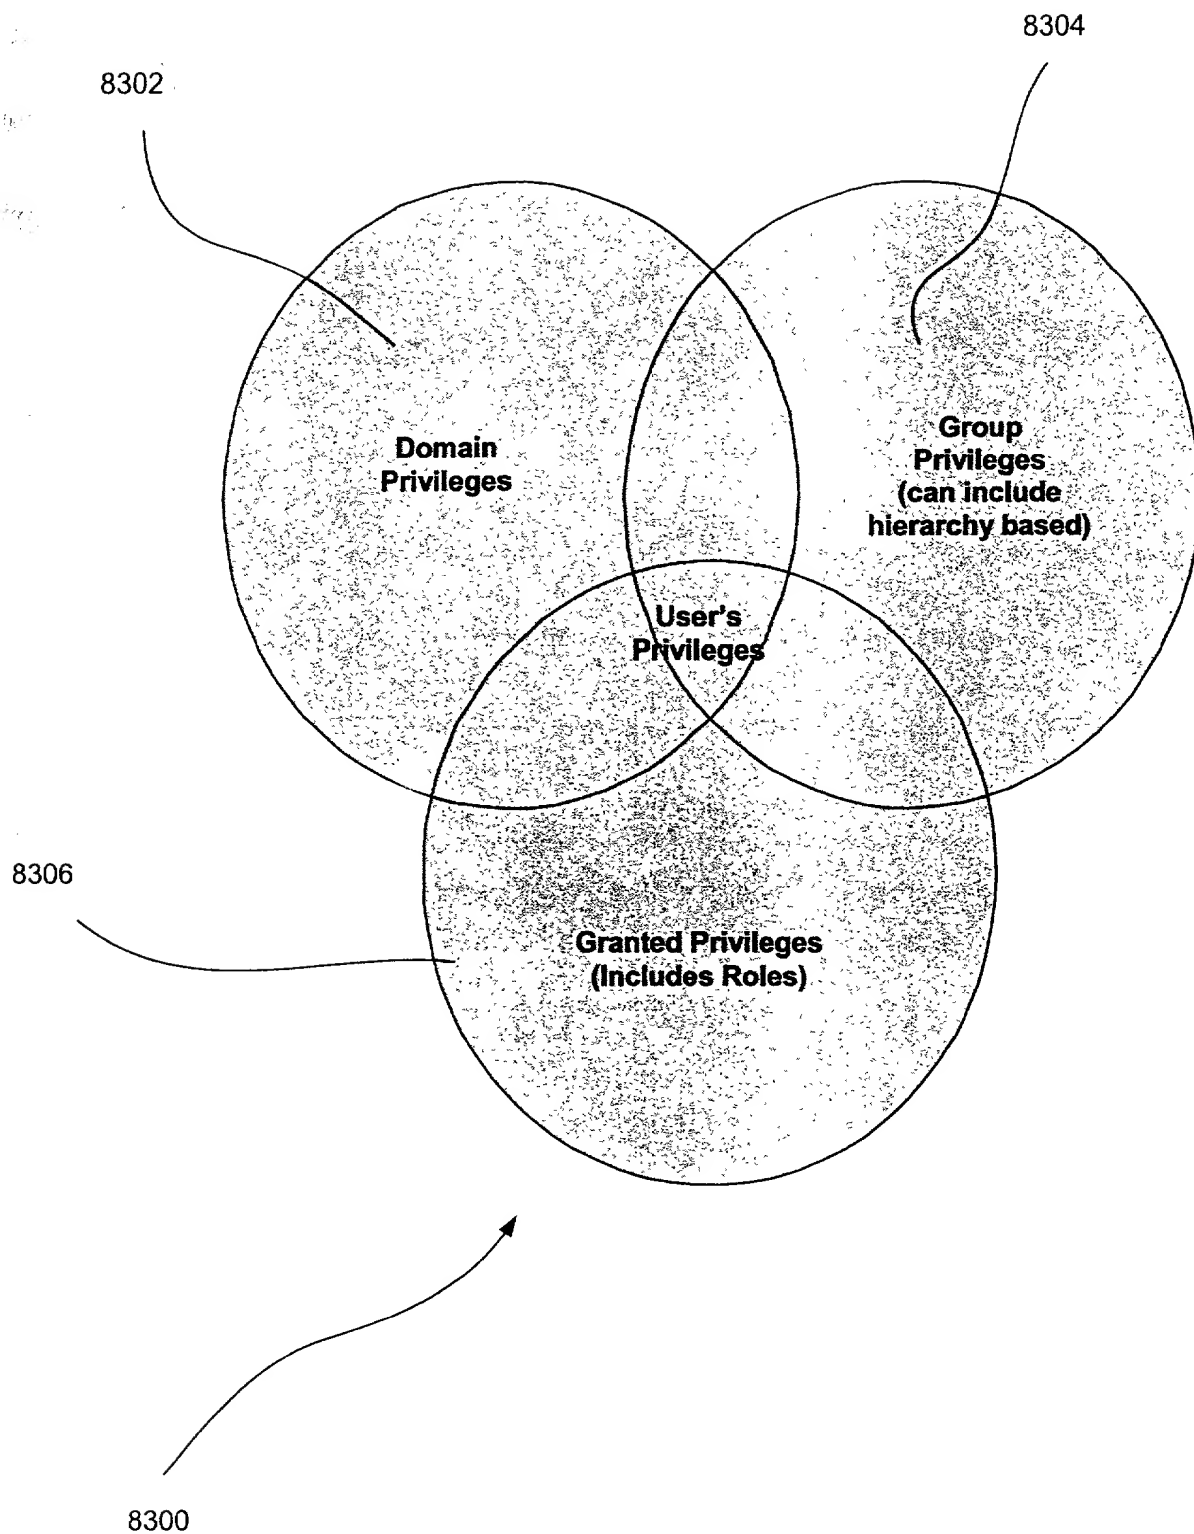 8304
8302
Domain
Privileges
Group
Privileges
(can include
hierarchy based)
User's
Privileges
8306
Granted Privileges
(Includes Roles)
8300